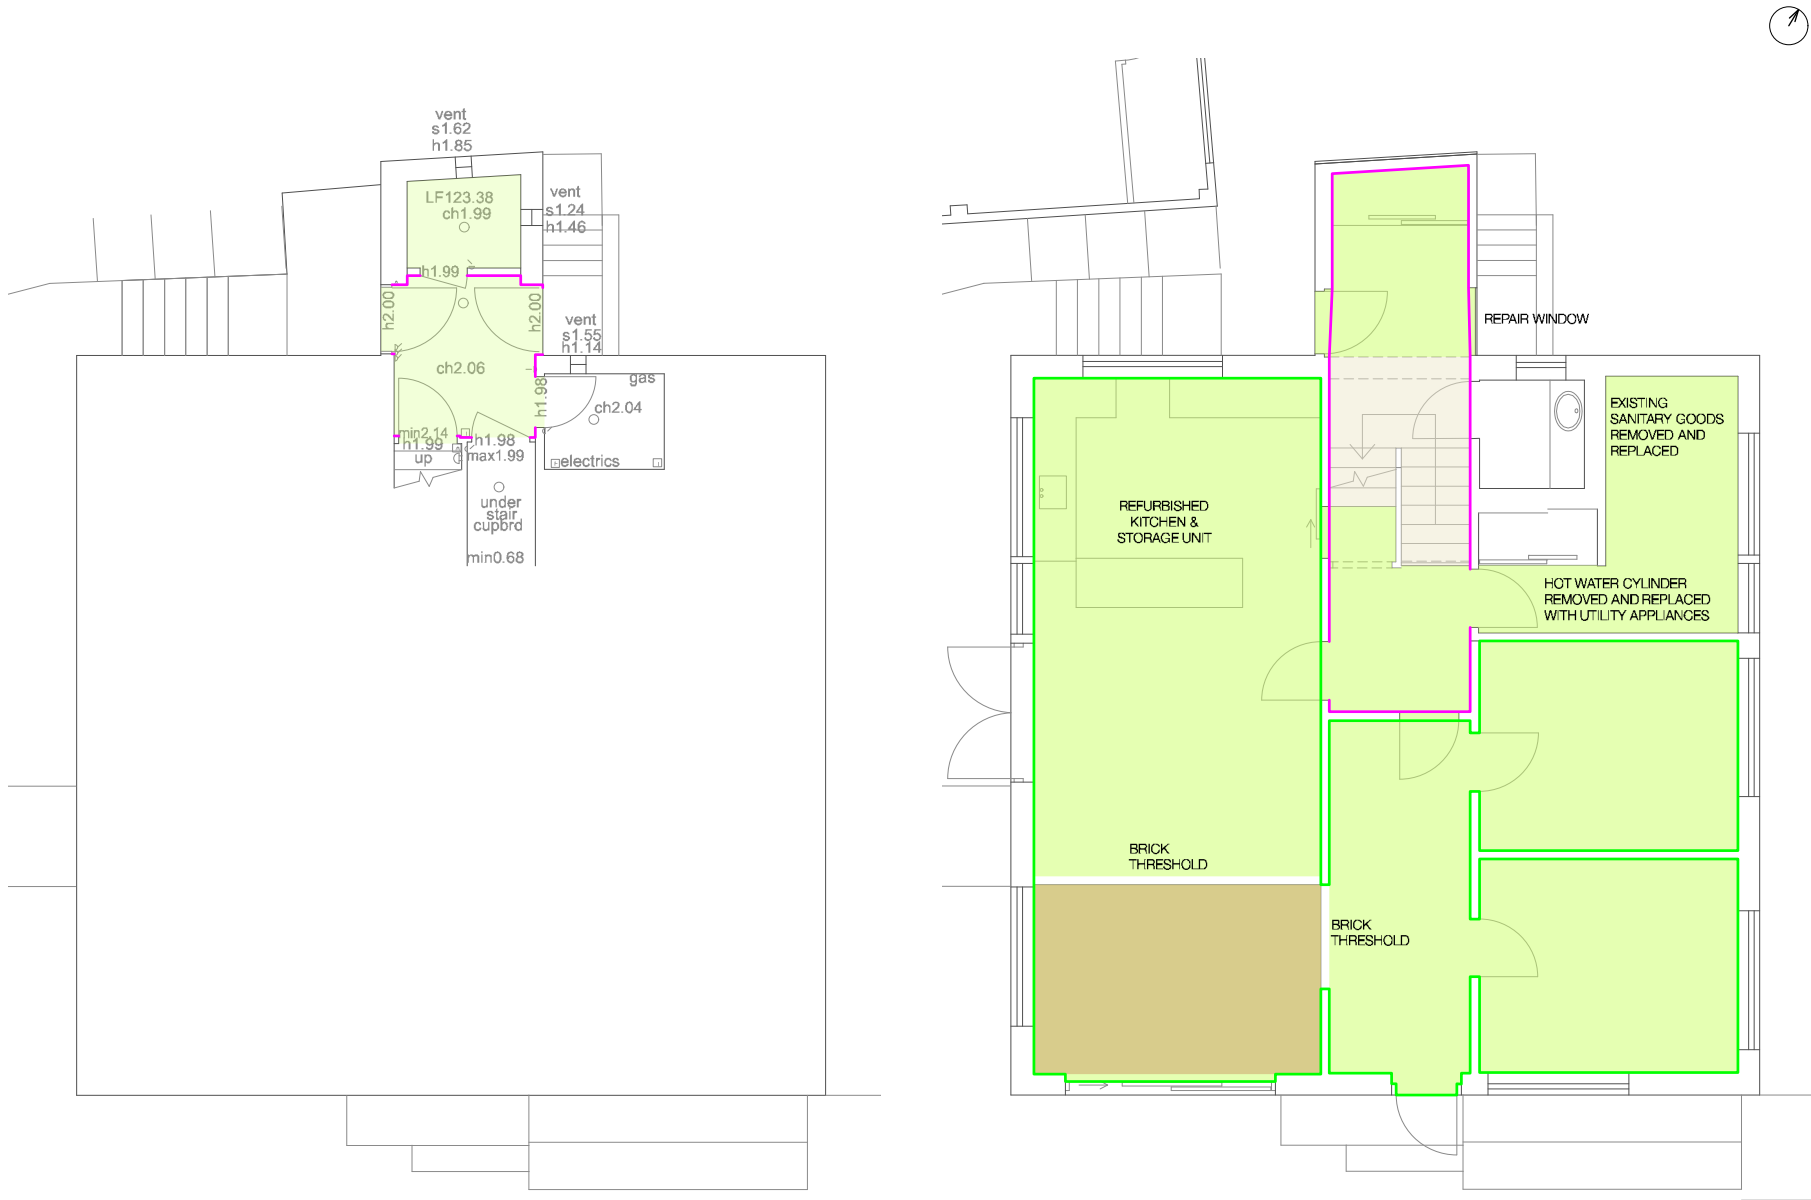 vent
s1.62
h1.85
LF123.38
ch1.99
vent
s1.24
h1.46
h1.99
h2.00
h2.00
vent
s1.55
h1.14
ch2.06
gas
h1.98
ch2.04
min2.14
h1.99
up
h1.98
max1.99
electrics
under
stair
cupbrd
min0.68
REPAIR WINDOW
EXISTING
SANITARY GOODS
REMOVED AND
REPLACED
REFURBISHED
KITCHEN &
STORAGE UNIT
HOT WATER CYLINDER
REMOVED AND REPLACED
WITH UTILITY APPLIANCES
BRICK
THRESHOLD
BRICK
THRESHOLD